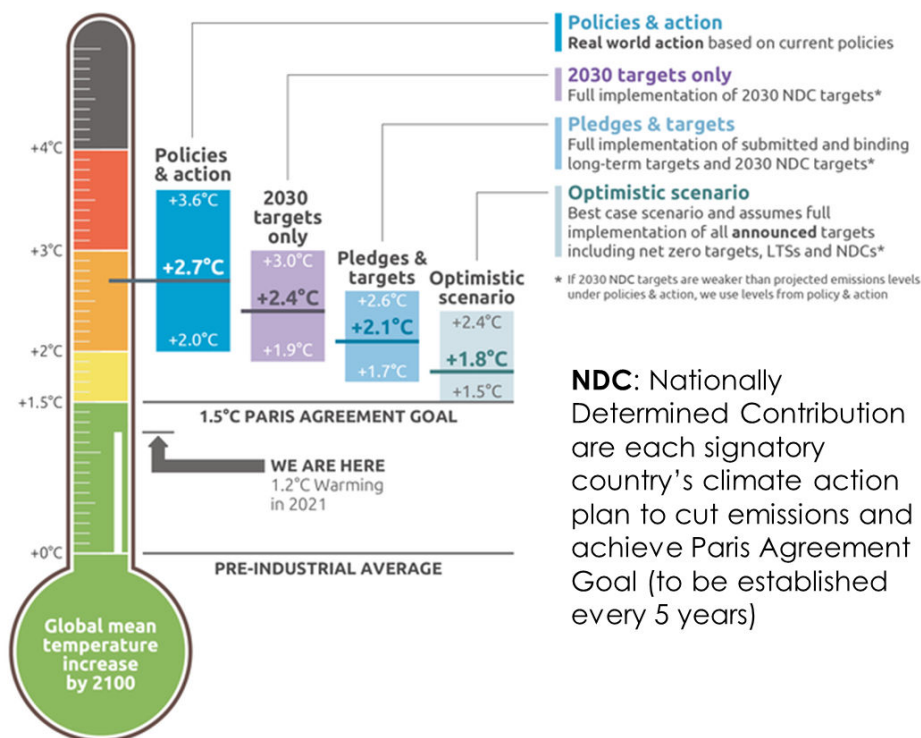 Policies & action
Real world action based on current policies
2030 targets only
Full implementation of 2030 NDC targets*
Pledges & targets
Full implementation of submitted and binding
long-term targets and 2030 NDC targets*
Optimistic scenario
Best case scenario and assumes full
implementation of all announced targets
including net zero targets, LTSs and NDCs*
* If 2030 NDC targets are weaker than projected emissions levels
under policies & action, we use levels from policy & action
+4°C
+3°C
+2°C
+1.5°C
+0°C
Policies
& action
+3.6°C
+2.7°C
+2.0°C
2030
targets
only
+3.0°C
+2.4°C
+1.9°C
Pledges &
targets
+2.6°C
+2.1°C
+1.7°C
Optimistic
scenario
+2.4°C
+1.8°C
+1.5°C
1.5°C PARIS AGREEMENT GOAL
WE ARE HERE
1.2°C Warming
in 2021
PRE-INDUSTRIAL AVERAGE
Global mean
temperature
increase
by 2100
NDC: Nationally
Determined Contribution
are each signatory
country’s climate action
plan to cut emissions and
achieve Paris Agreement
Goal (to be established
every 5 years)